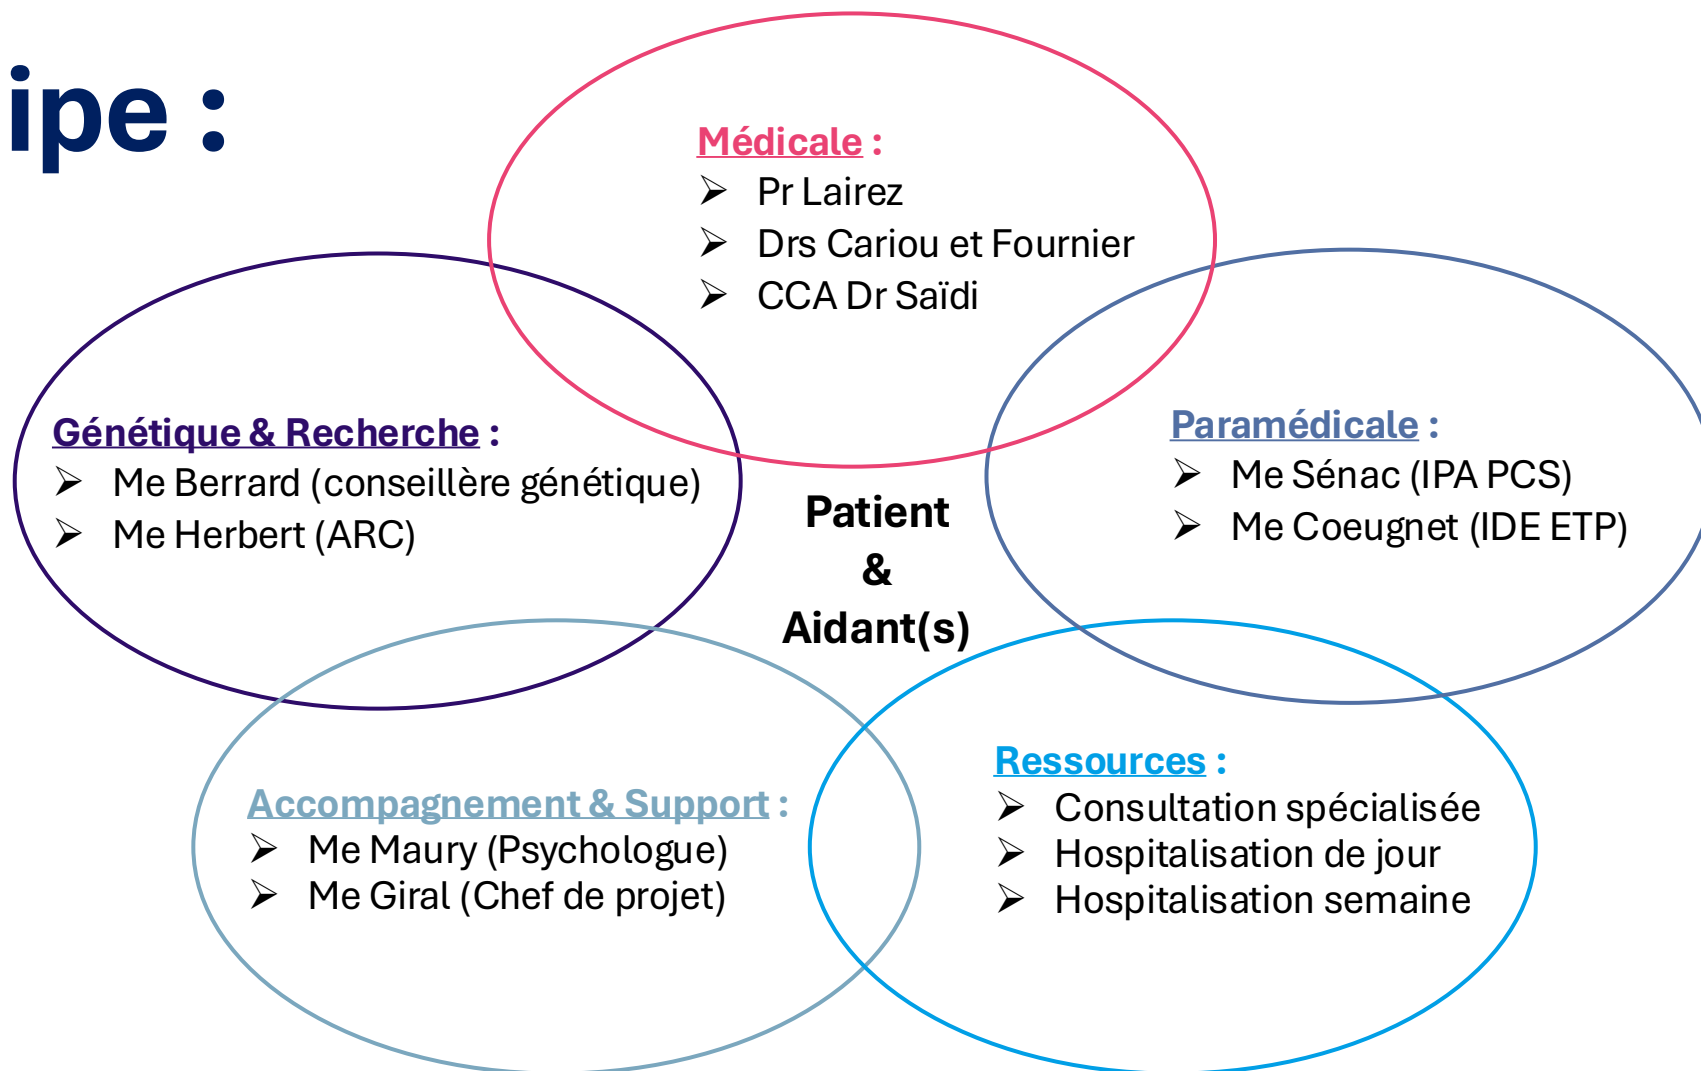 ipe :
Médicale :
➢ Pr Lairez
➢ Drs Cariou et Fournier
➢ CCA Dr Saïdi
Génétique & Recherche :
➢ Me Berrard (conseillère génétique)
➢ Me Herbert (ARC)
Paramédicale :
➢ Me Sénac (IPA PCS)
➢ Me Coeugnet (IDE ETP)
Patient
&
Aidant(s)
Accompagnement & Support :
➢ Me Maury (Psychologue)
➢ Me Giral (Chef de projet)
Ressources :
➢ Consultation spécialisée
➢ Hospitalisation de jour
➢ Hospitalisation semaine